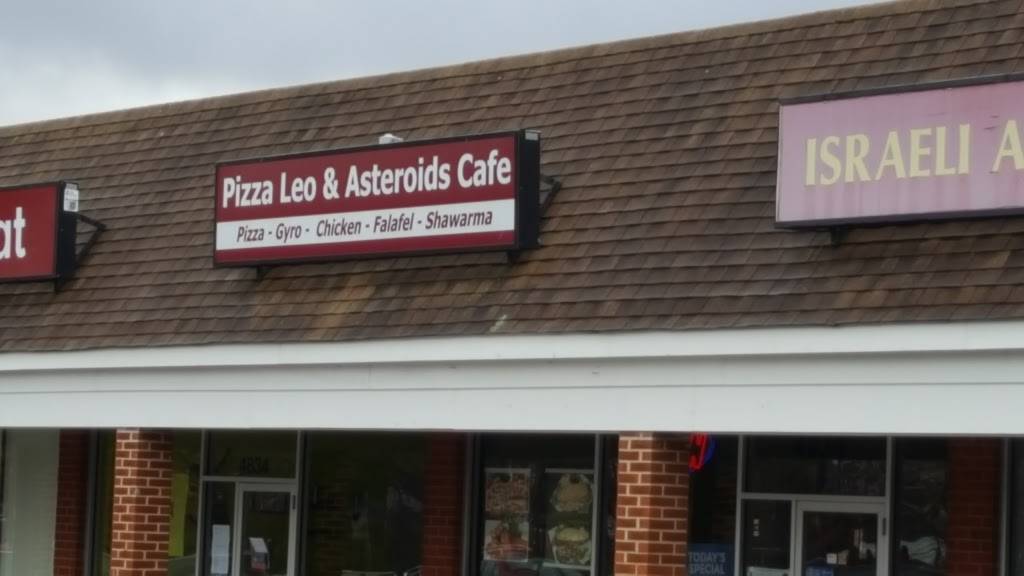 at
Pizza Leo & Asteroids Cafe
Pizza - Gyro - Chicken - Falafel - Shawarma
ISRAELI A
4834
TODAY'S
SPECIAL